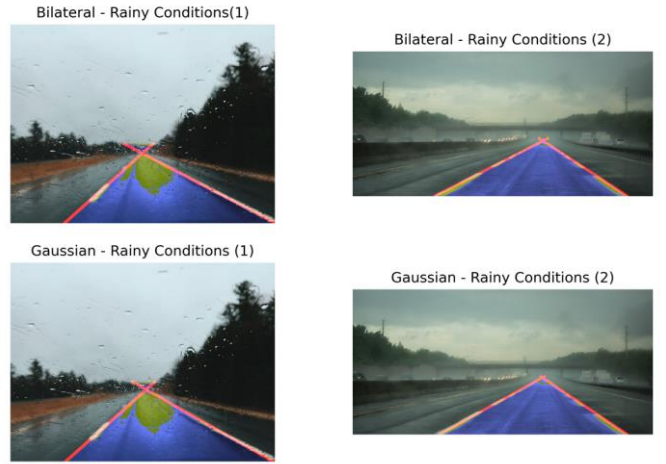 Bilateral - Rainy Conditions(1)
Bilateral - Rainy Conditions (2)
Gaussian - Rainy Conditions (1)
Gaussian - Rainy Conditions (2)